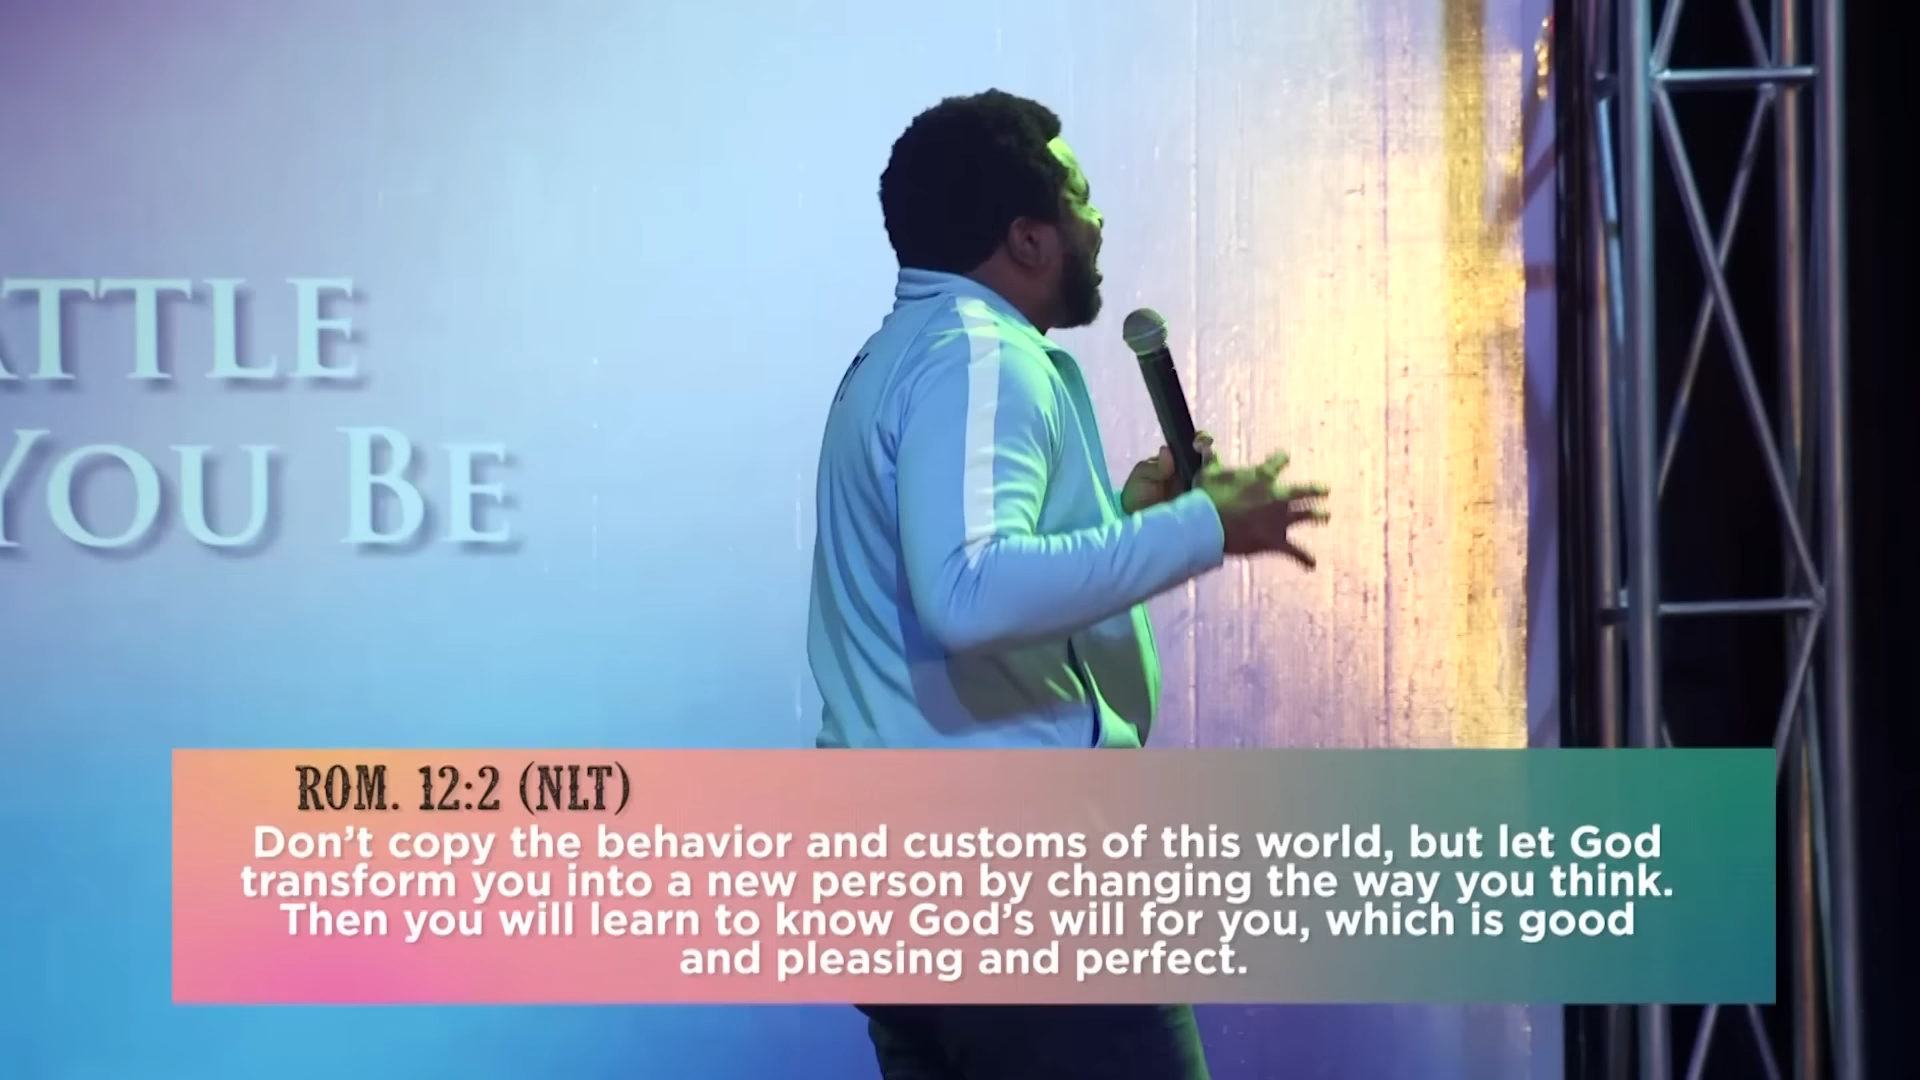 ATTLE
YOU BE
ROM. 12:2 (NLT)
Don't copy the behavior and customs of this world, but let God
transform you into a new person by changing the way you think.
Then you will learn to know God's will for you, which is good
and pleasing and perfect.